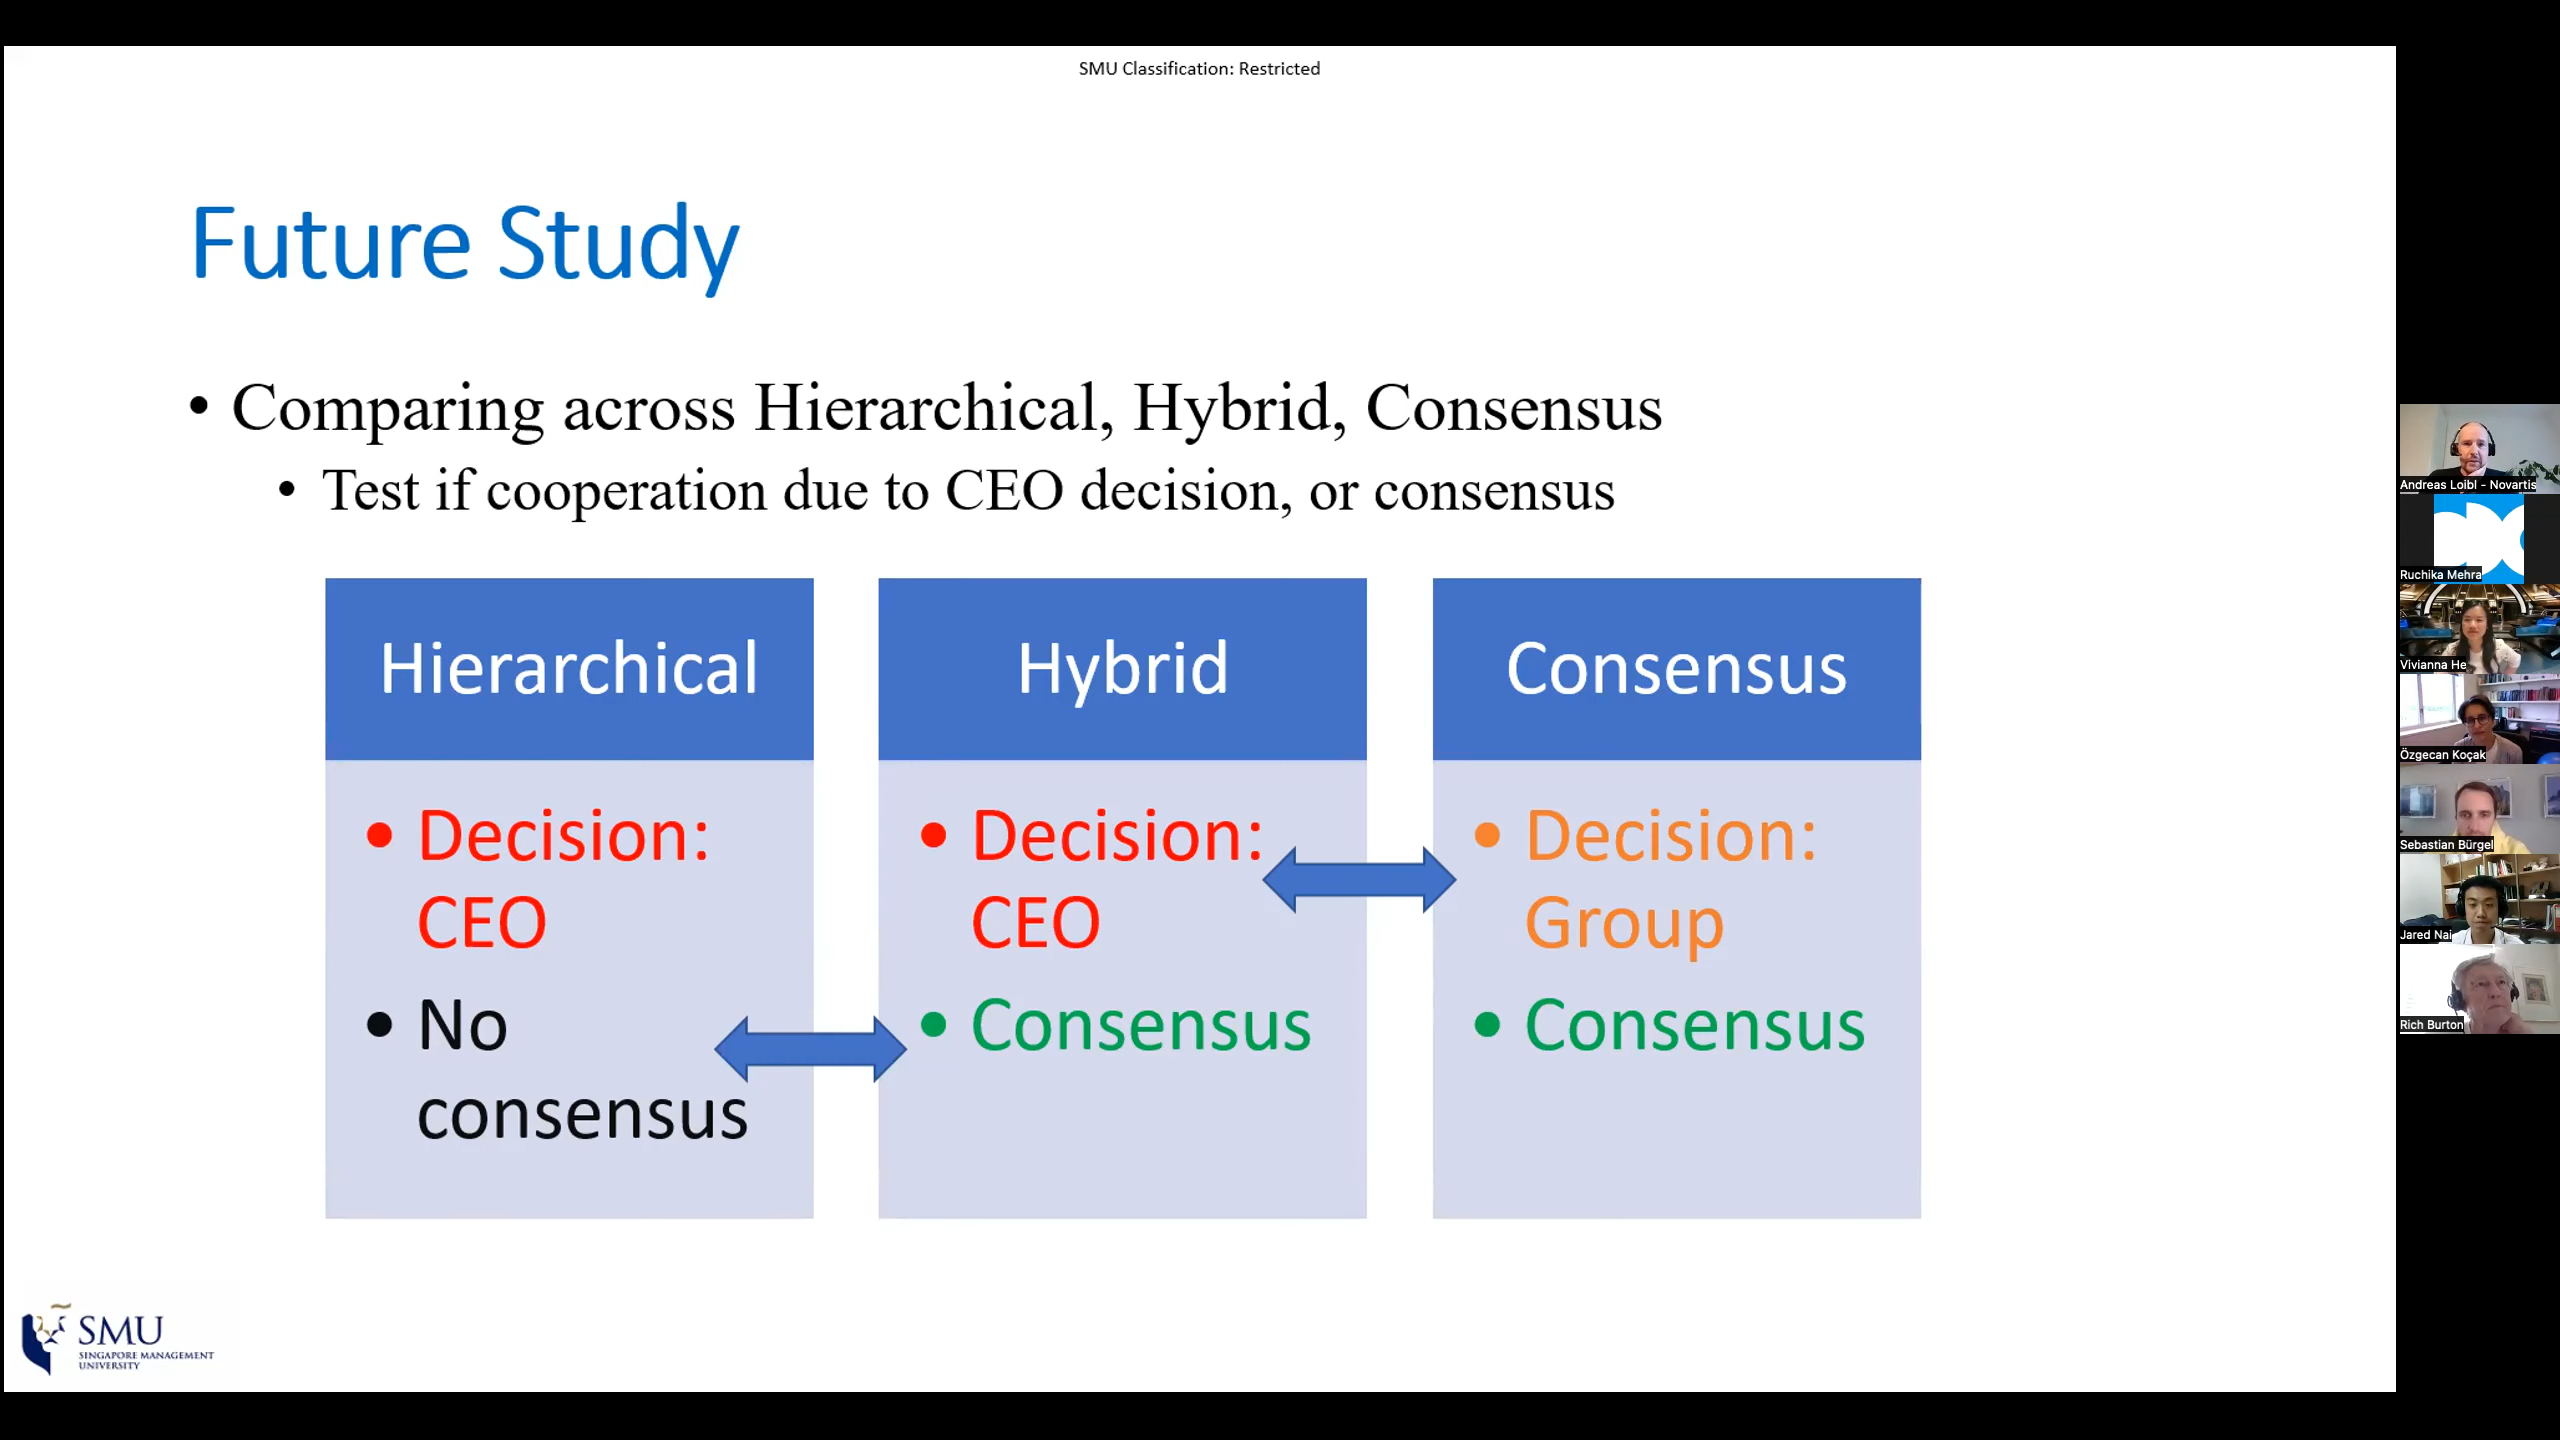 SMU Classification: Restricted
Future Study
• Comparing across Hierarchical, Hybrid, Consensus
• Test if cooperation due to CEO decision, or consensus
Hierarchical
• Decision:
CEO
• No
consensus
Hybrid
• Decision:
CEO
• Consensus
Consensus
• Decision:
Group
• Consensus
SMU
SINGAPORE MANAGEMENT
UNIVERSITY
Andreas Loibl - Novartis
Ruchika Mehra
Vivianna He
Özgecan Koçak
Sebastian Bürgel
Jared Nai
Rich Burton